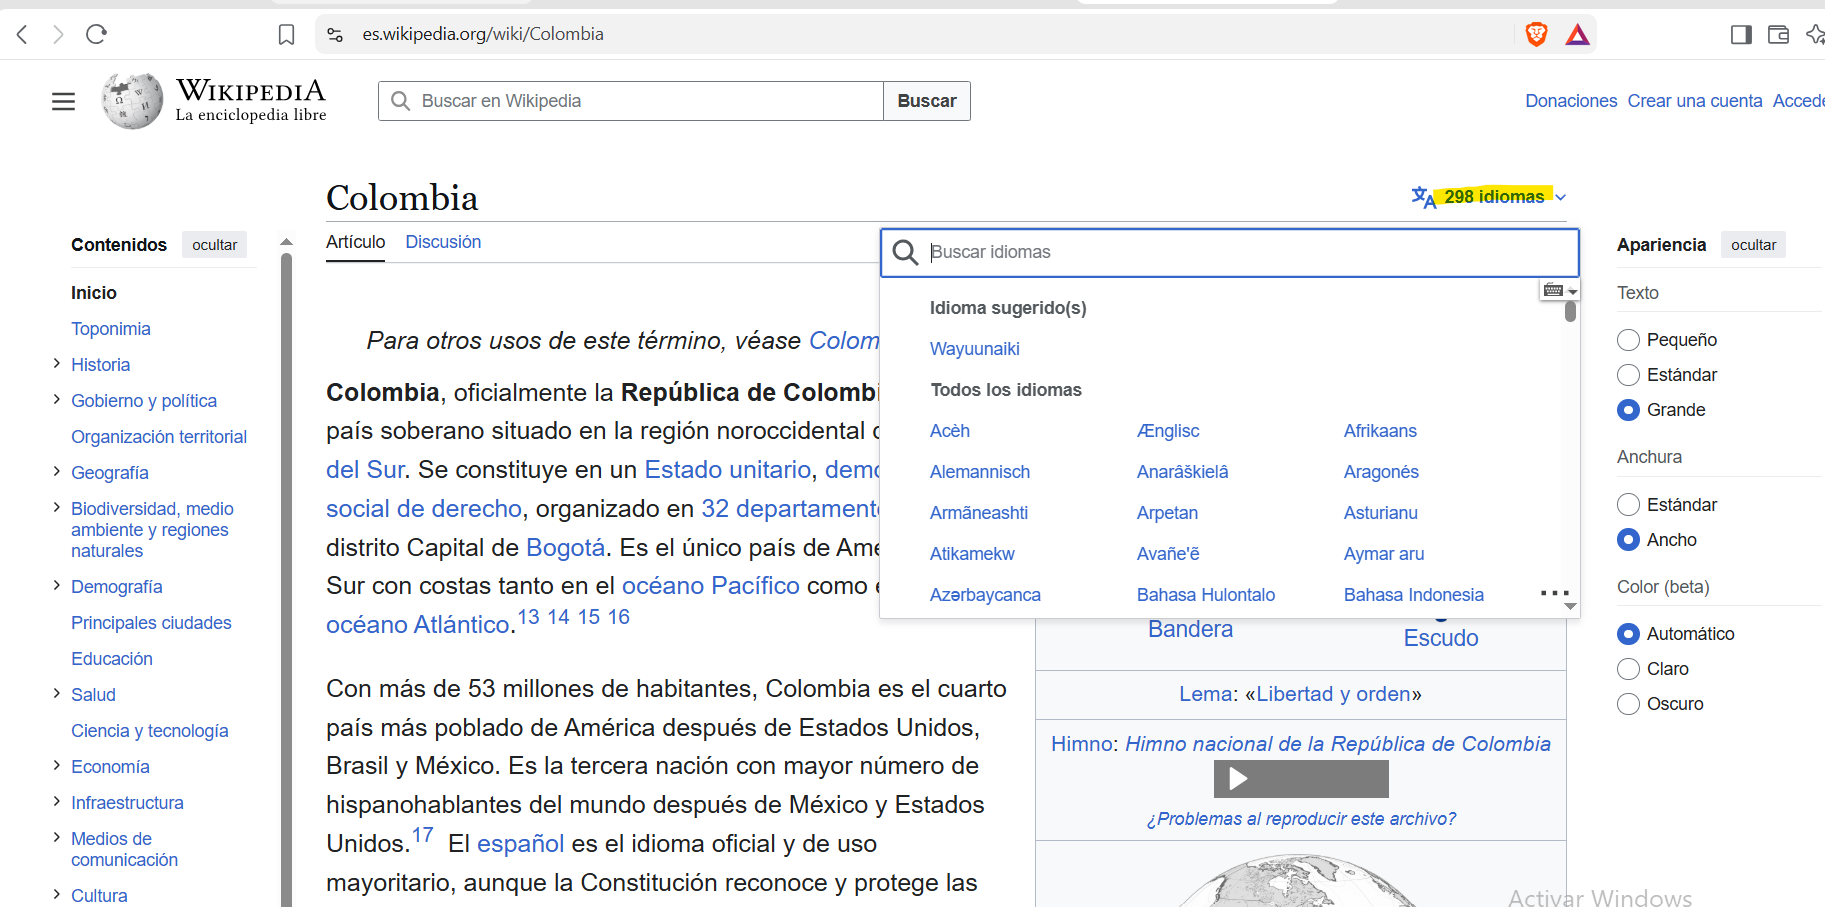 es.wikipedia.org/wiki/Colombia
WIKIPEDIA
La enciclopedia libre
Buscar en Wikipedia
Buscar
Donaciones Crear una cuenta Accede
Colombia
298 idiomas
Contenidos ocultar
Inicio
Toponimia
Historia
Gobierno y política
Organización territorial
Geografía
Biodiversidad, medio
ambiente y regiones
naturales
Demografía
Principales ciudades
Educación
Salud
Ciencia y tecnología
Economía
Infraestructura
Medios de
comunicación
Cultura
Artículo Discusión
Para otros usos de este término, véase Colom
Colombia, oficialmente la República de Colombi
país soberano situado en la región noroccidental
del Sur. Se constituye en un Estado unitario, demo
social de derecho, organizado en 32 departament
distrito Capital de Bogotá. Es el único país de Amé
Sur con costas tanto en el océano Pacífico como
océano Atlántico.13 14 15 16
Con más de 53 millones de habitantes, Colombia es el cuarto
país más poblado de América después de Estados Unidos,
Brasil y México. Es la tercera nación con mayor número de
hispanohablantes del mundo después de México y Estados
Unidos.17 El español es el idioma oficial y de uso
mayoritario, aunque la Constitución reconoce y protege las
Buscar idiomas
Idioma sugerido(s)
Wayuunaiki
Todos los idiomas
Acèh Ænglisc Afrikaans
Alemannisch Anarâškielâ Aragonés
Armãneashti Arpetan Asturianu
Atikamekw Avañe'ẽ Aymar aru
Azərbaycanca Bahasa Hulontalo Bahasa Indonesia
Bandera Escudo
Lema: «Libertad y orden»
Himno: Himno nacional de la República de Colombia
¿Problemas al reproducir este archivo?
Apariencia ocultar
Texto
Pequeño
Estándar
Grande
Anchura
Estándar
Ancho
Color (beta)
Automático
Claro
Oscuro
Activar Windows